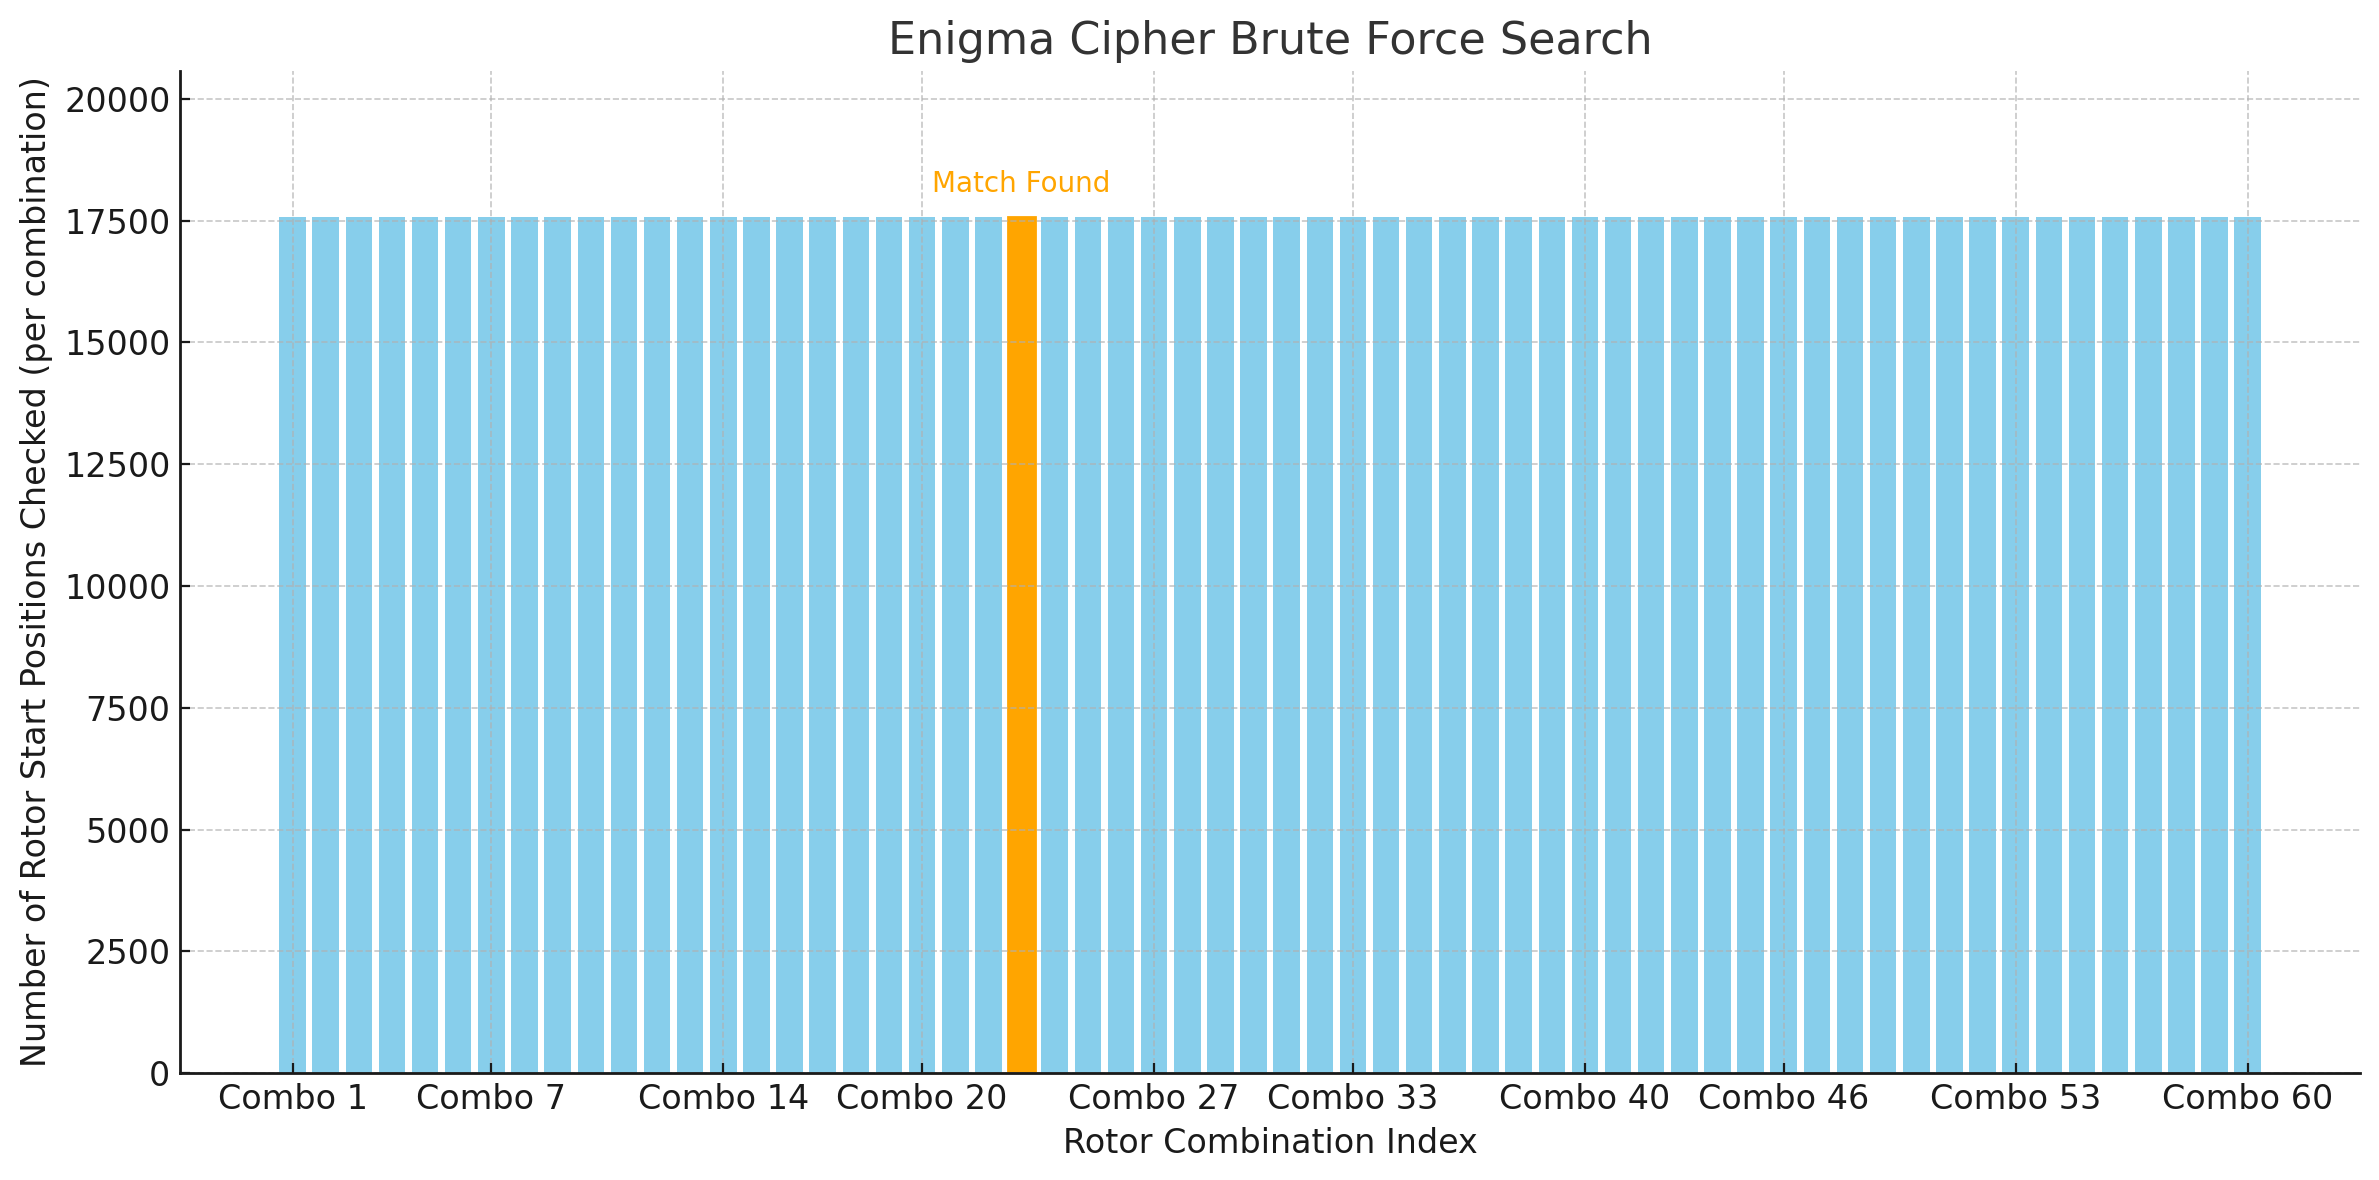 Enigma Cipher Brute Force Search
Number of Rotor Start Positions Checked (per combination)
20000
17500
15000
12500
10000
7500
5000
2500
0
Match Found
Combo 1 Combo 7 Combo 14 Combo 20 Combo 27 Combo 33 Combo 40 Combo 46 Combo 53 Combo 60
Rotor Combination Index